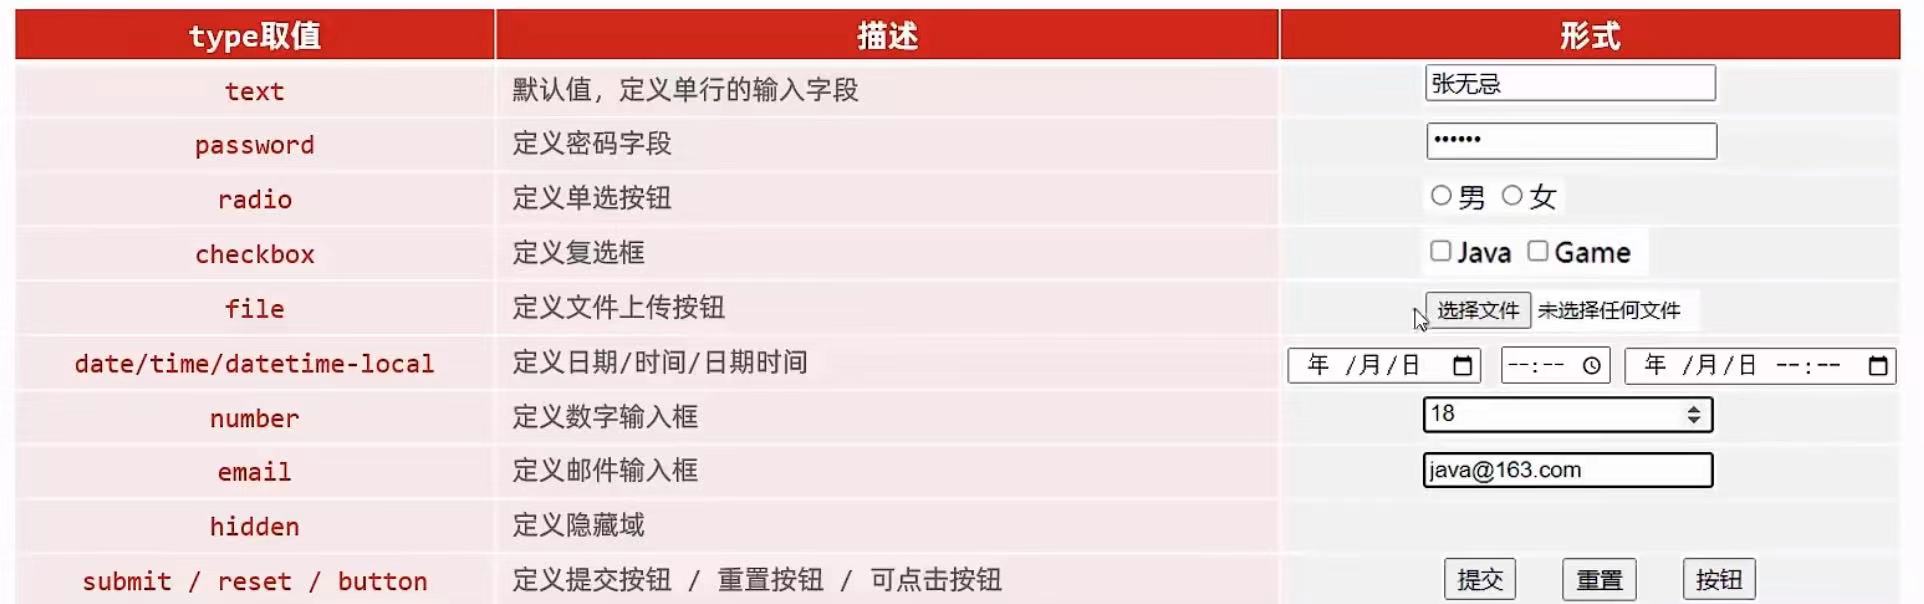 type取值 描述 形式
text 默认值，定义单行的输入字段 张无忌
password 定义密码字段 ••••••
radio 定义单选按钮 男 女
checkbox 定义复选框 Java Game
file 定义文件上传按钮 选择文件 未选择任何文件
date/time/datetime-local 定义日期/时间/日期时间 年 /月/日 --:-- 年 /月/日 --:--
number 定义数字输入框 18
email 定义邮件输入框 java@163.com
hidden 定义隐藏域
submit / reset / button 定义提交按钮 / 重置按钮 / 可点击按钮 提交 重置 按钮